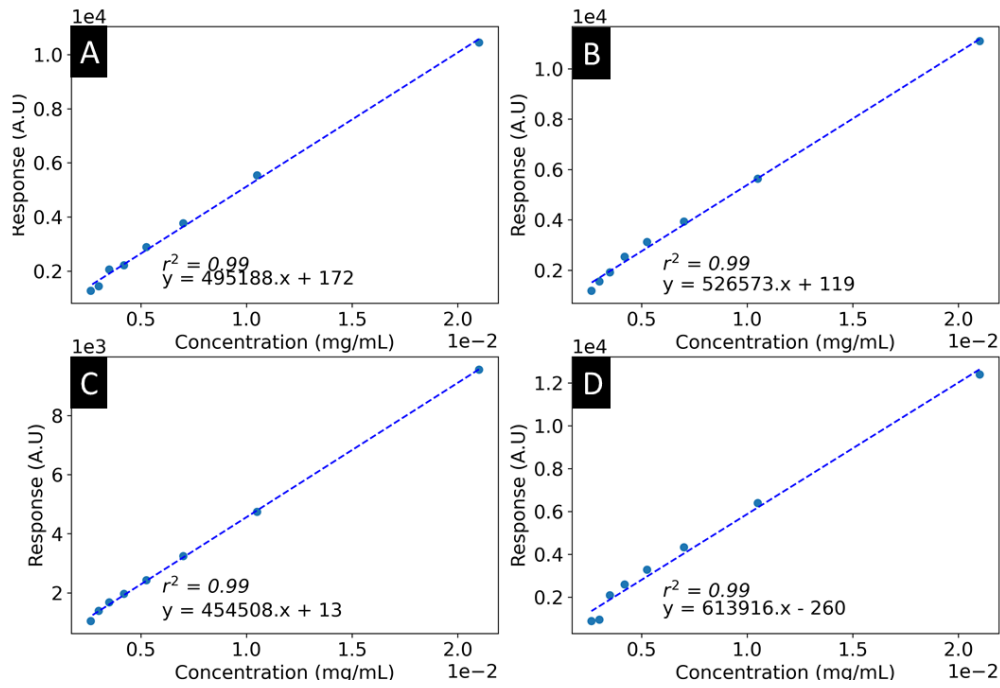 1e4
A
Response (A.U)
1.0
0.8
0.6
0.4
0.2
r² = 0.99
y = 495188.x + 172
0.5 1.0 1.5 2.0
Concentration (mg/mL) 1e−2
1e4
B
Response (A.U)
1.0
0.8
0.6
0.4
0.2
r² = 0.99
y = 526573.x + 119
0.5 1.0 1.5 2.0
Concentration (mg/mL) 1e−2
1e3
C
Response (A.U)
8
6
4
2
r² = 0.99
y = 454508.x + 13
0.5 1.0 1.5 2.0
Concentration (mg/mL) 1e−2
1e4
D
Response (A.U)
1.2
1.0
0.8
0.6
0.4
0.2
r² = 0.99
y = 613916.x - 260
0.5 1.0 1.5 2.0
Concentration (mg/mL) 1e−2